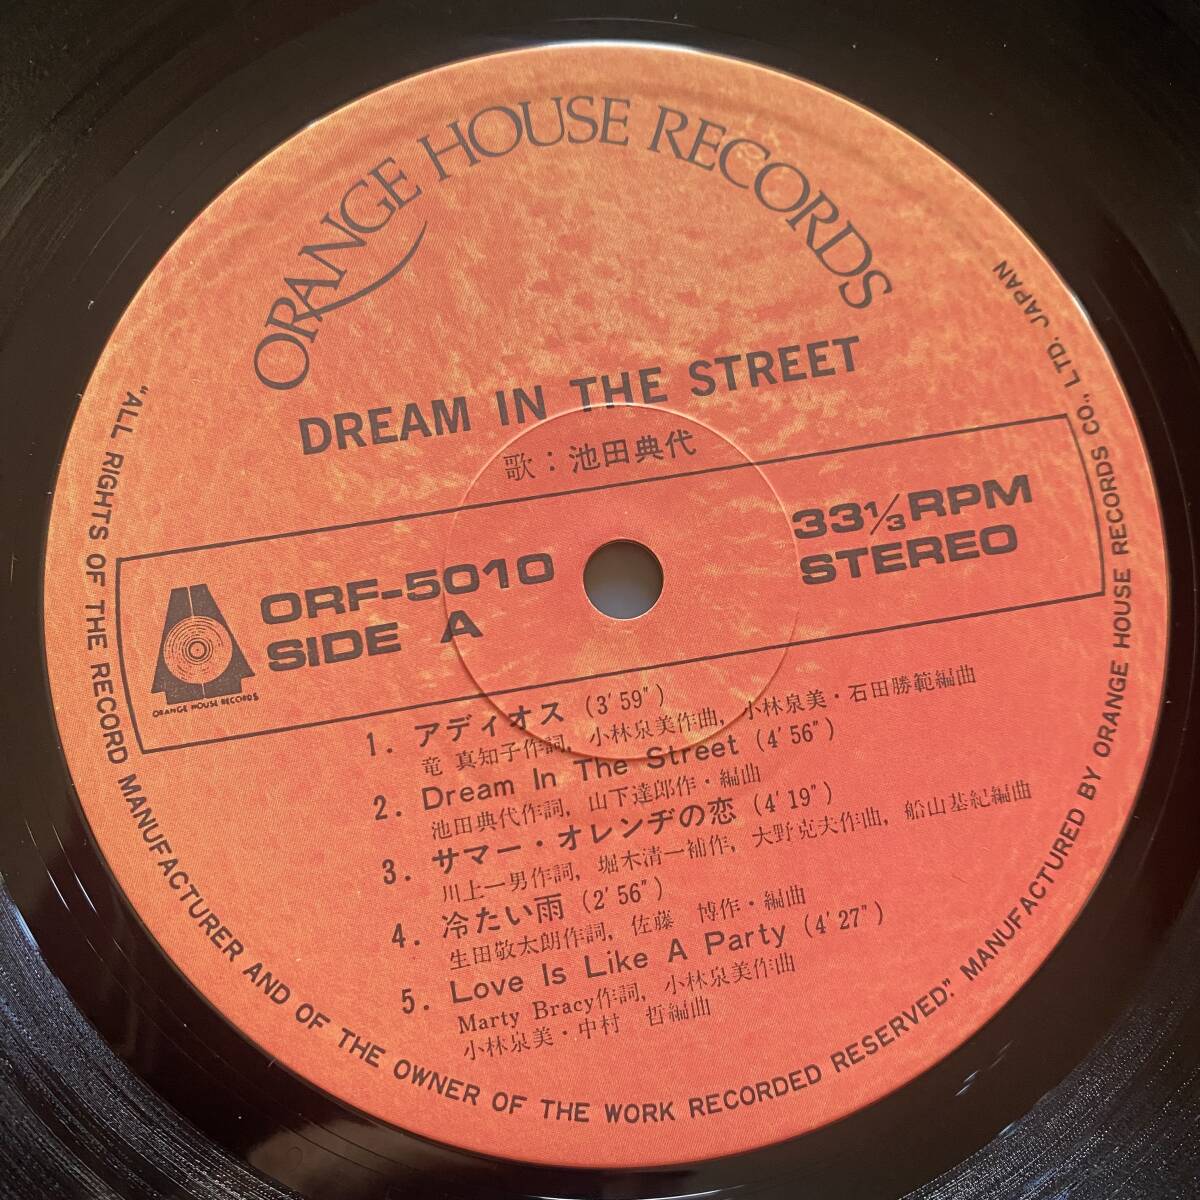 ORANGE HOUSE RECORDS
DREAM IN THE STREET
歌：池田典代
ORF-5010
SIDE A
33 1/3 RPM
STEREO
ORANGE HOUSE RECORDS
1. アディオス (3'59")
竜 真知子作詞, 小林泉美作曲, 小林泉美・石田勝範編曲
2. Dream In The Street (4'56")
池田典代作詞, 山下達郎作・編曲
3. サマー・オレンヂの恋 (4'19")
川上一男作詞, 堀木清一補作, 大野克夫作曲, 船山基紀編曲
4. 冷たい雨 (2'56")
生田敬太朗作詞, 佐藤 博作・編曲
5. Love Is Like A Party (4'27")
Marty Bracy作詞, 小林泉美作曲
小林泉美・中村 哲編曲
"ALL RIGHTS OF THE RECORD MANUFACTURER AND OF THE OWNER OF THE WORK RECORDED RESERVED." MANUFACTURED BY ORANGE HOUSE RECORDS CO., LTD. JAPAN